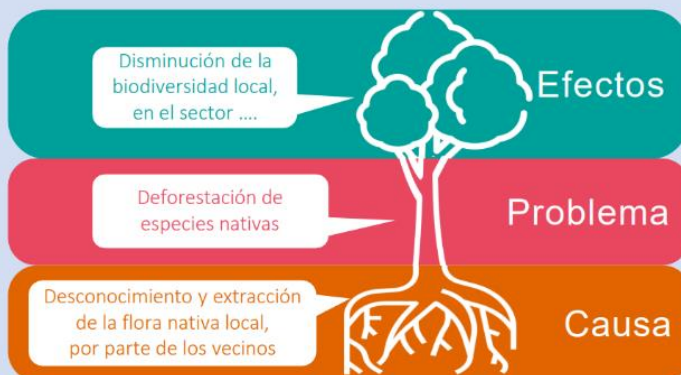 Disminución de la
biodiversidad local,
en el sector ....
Efectos
Deforestación de
especies nativas
Problema
Desconocimiento y extracción
de la flora nativa local,
por parte de los vecinos
Causa